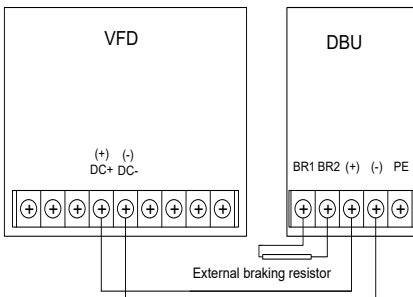 VFD
DBU
(+) (-)
DC+ DC-
BR1 BR2 (+) (-) PE
External braking resistor